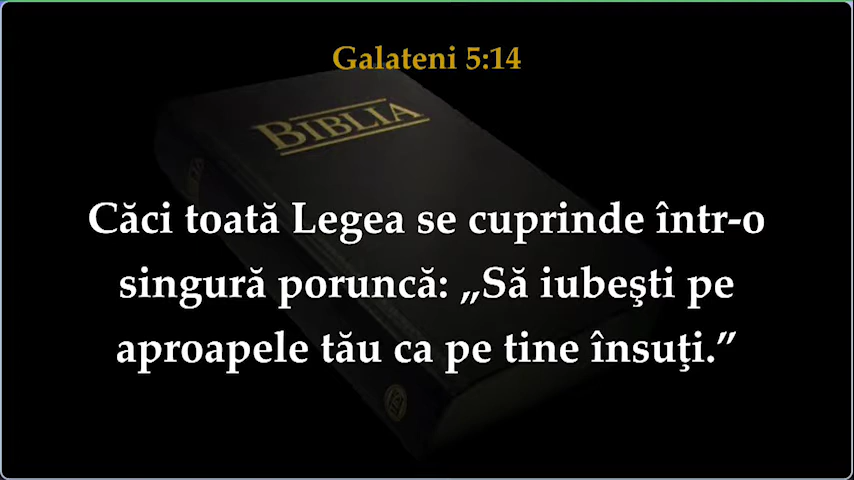 Galateni 5:14
BIBLIA
Căci toată Legea se cuprinde într-o
singură poruncă: „Să iubeşti pe
aproapele tău ca pe tine însuţi.”